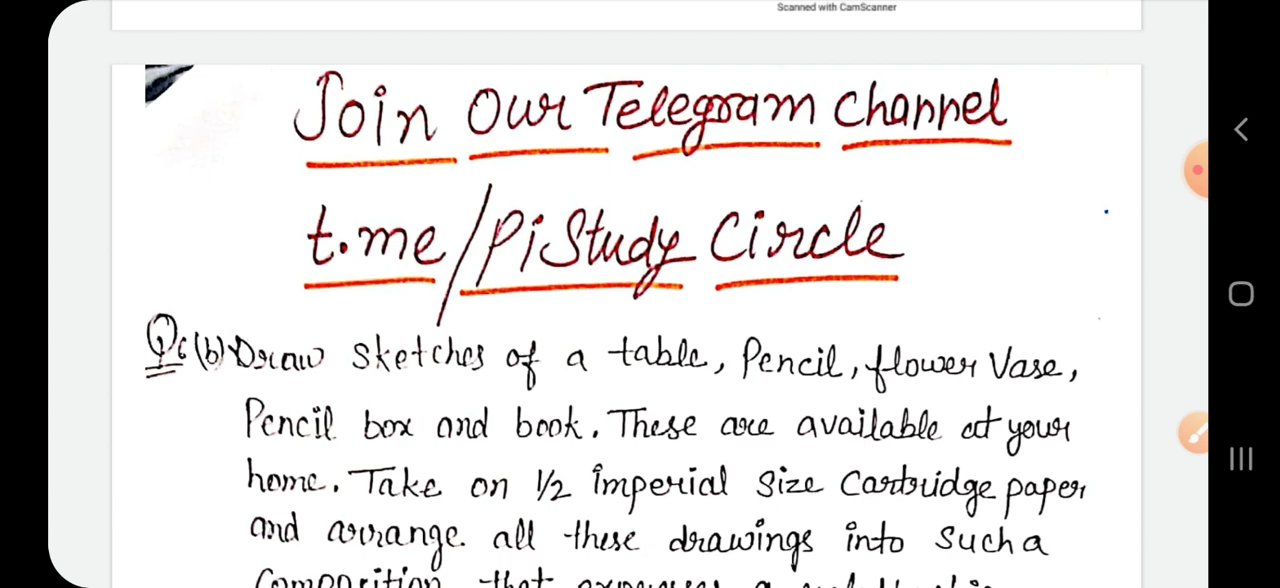 Scanned with CamScanner
Join Our Telegram channel
t.me/PiStudy Circle
Q6(b) Draw sketches of a table, Pencil, flower Vase,
Pencil box and book. These are available at your
home. Take on 1/2 imperial size Cartridge paper
and arrange all these drawings into such a
Composition that